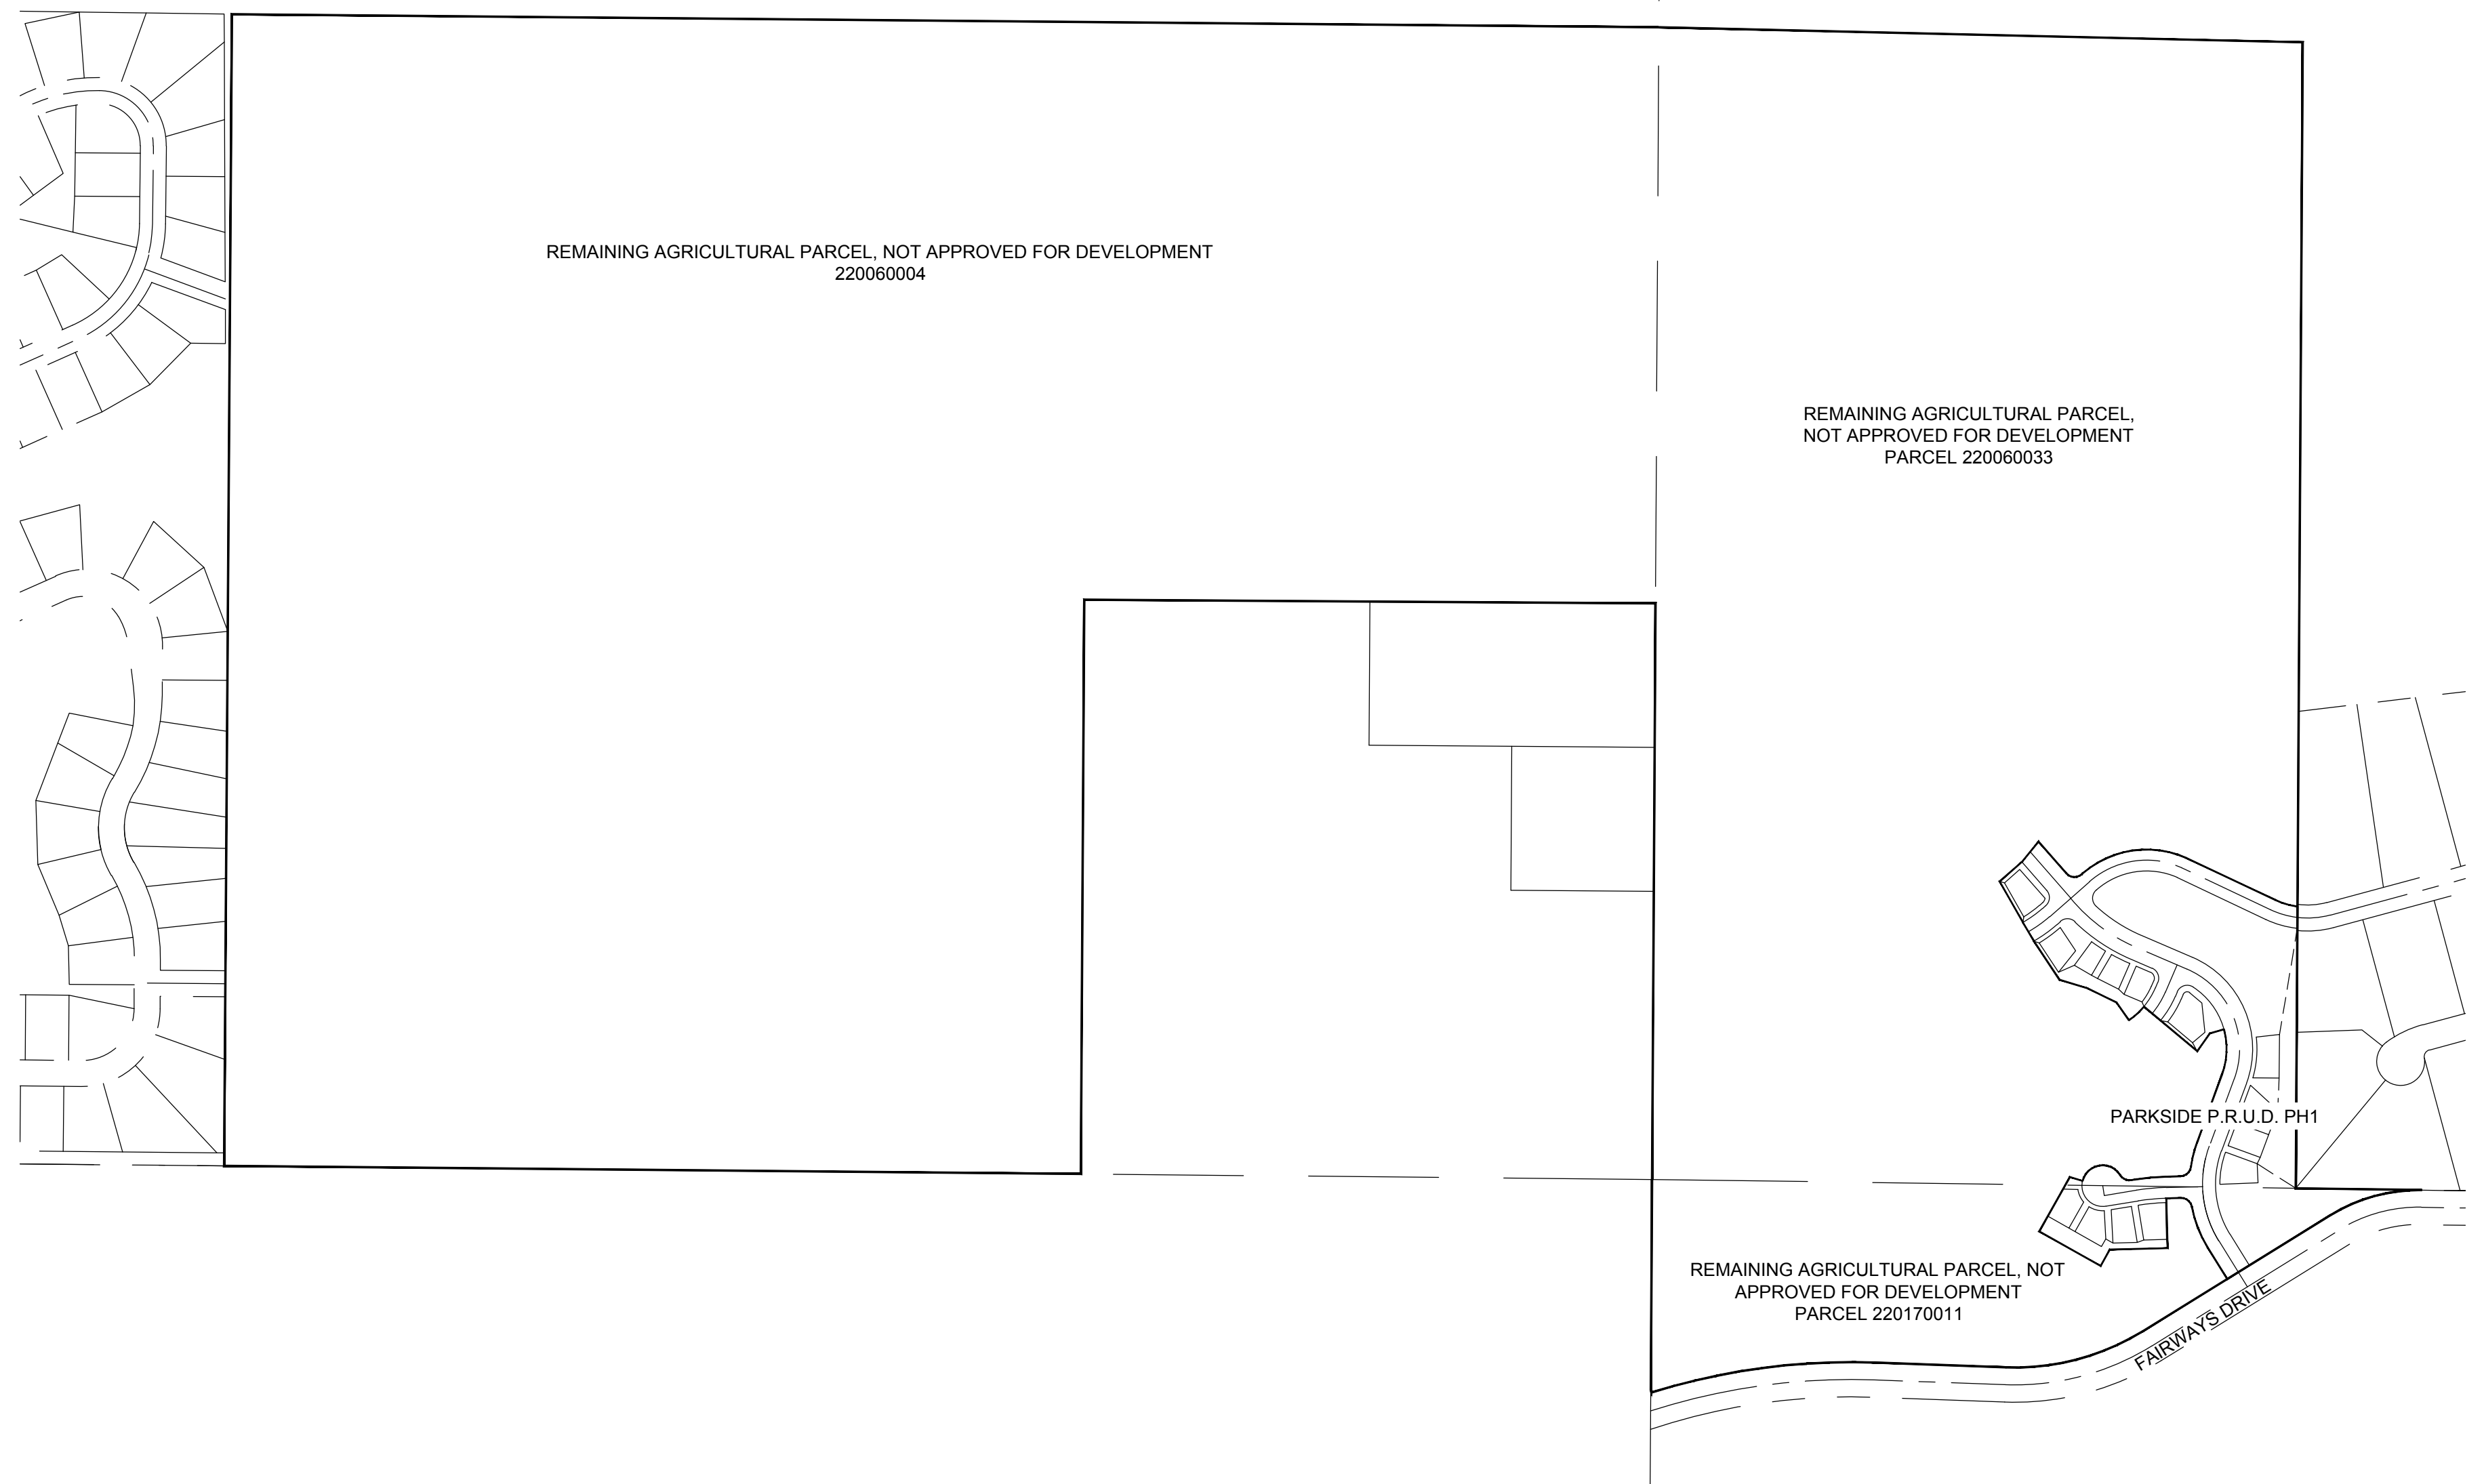 REMAINING AGRICULTURAL PARCEL, NOT APPROVED FOR DEVELOPMENT
220060004
REMAINING AGRICULTURAL PARCEL,
NOT APPROVED FOR DEVELOPMENT
PARCEL 220060033
PARKSIDE P.R.U.D. PH1
REMAINING AGRICULTURAL PARCEL, NOT
APPROVED FOR DEVELOPMENT
PARCEL 220170011
FAIRWAYS DRIVE